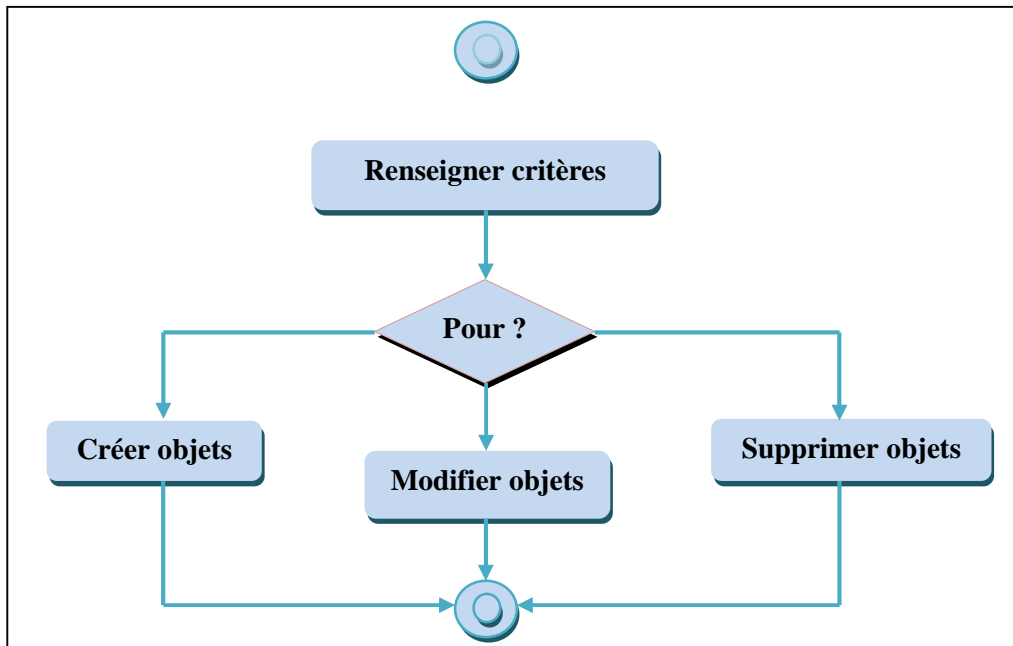 Renseigner critères
Pour ?
Créer objets
Modifier objets
Supprimer objets